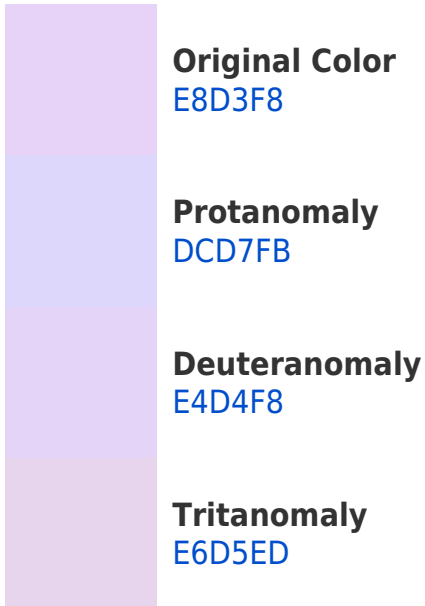 Original Color
E8D3F8
Protanomaly
DCD7FB
Deuteranomaly
E4D4F8
Tritanomaly
E6D5ED